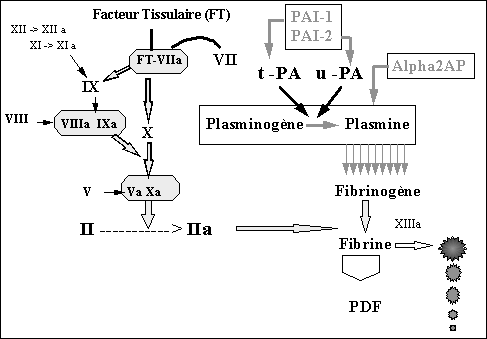 Facteur Tissulaire (FT)
XII -> XII a
XI -> XI a
FT-VIIa
VII
IX
VIII
VIIIa IXa
X
V
Va Xa
II
IIa
PAI-1
PAI-2
t -PA u -PA
Alpha2AP
Plasminogène
Plasmine
Fibrinogène
XIIIa
Fibrine
PDF